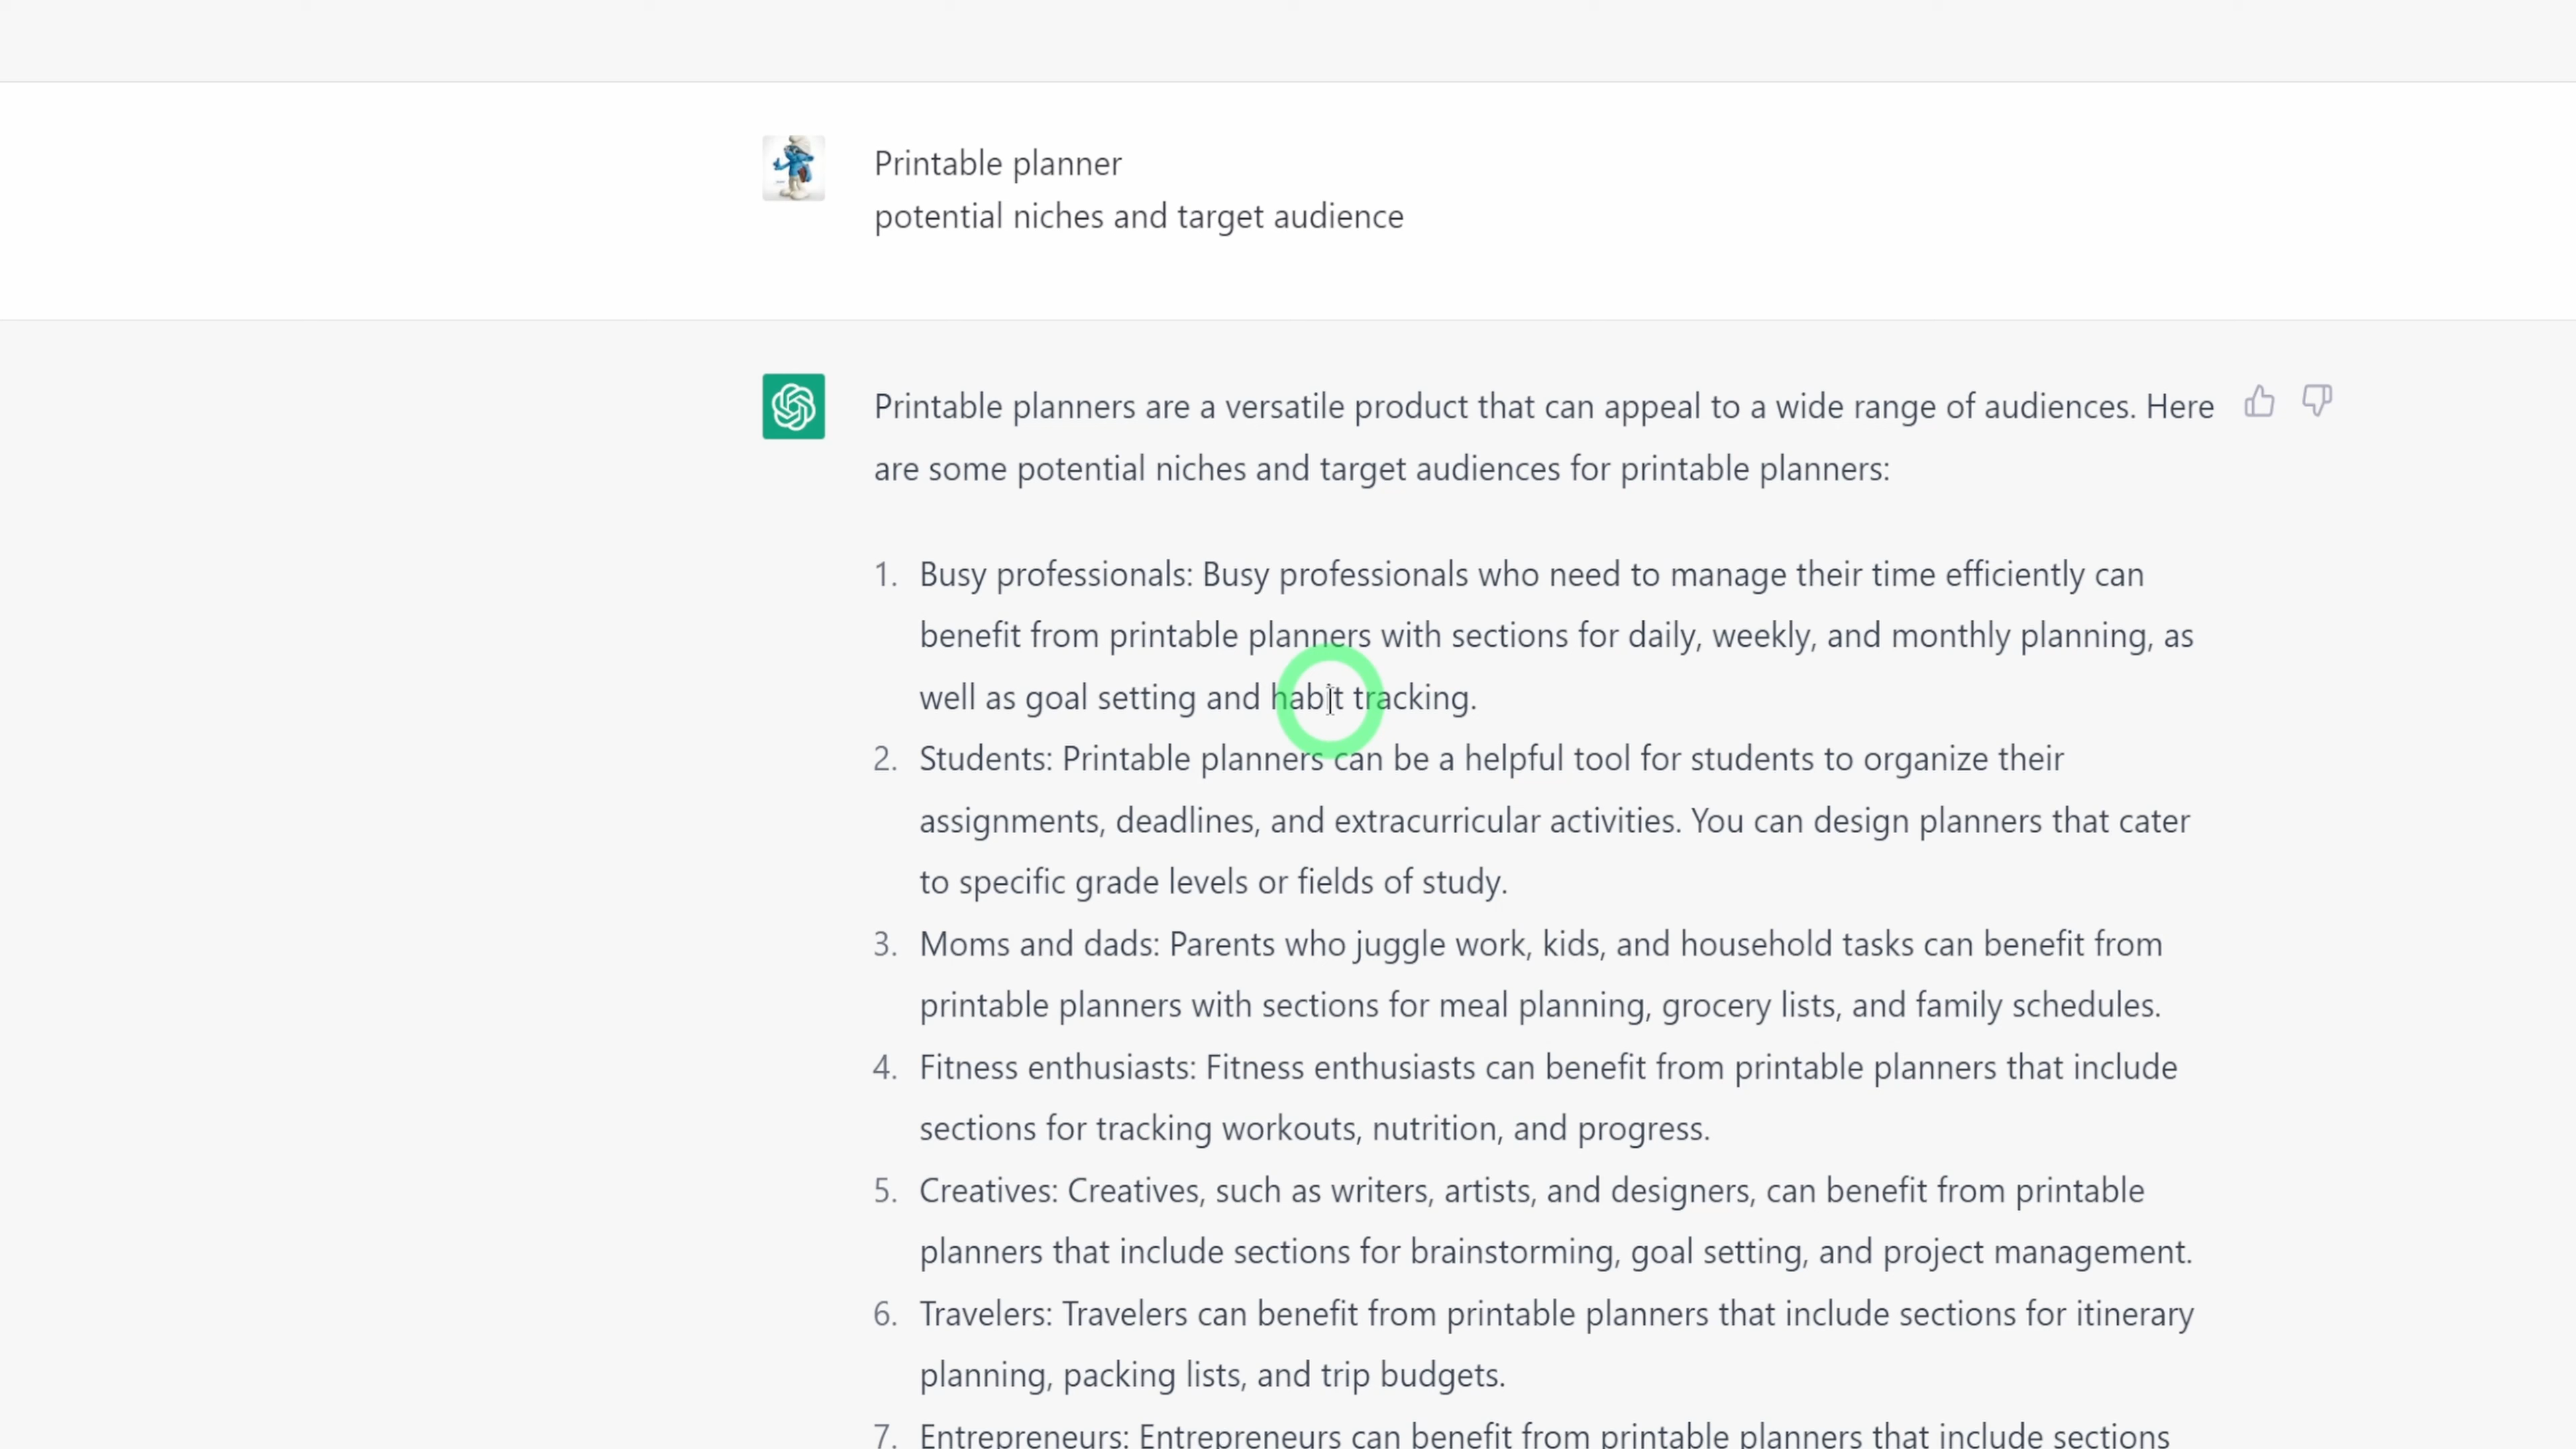 Printable planner
potential niches and target audience
Printable planners are a versatile product that can appeal to a wide range of audiences. Here
are some potential niches and target audiences for printable planners:
1. Busy professionals: Busy professionals who need to manage their time efficiently can
benefit from printable planners with sections for daily, weekly, and monthly planning, as
well as goal setting and habit tracking.
2. Students: Printable planners can be a helpful tool for students to organize their
assignments, deadlines, and extracurricular activities. You can design planners that cater
to specific grade levels or fields of study.
3. Moms and dads: Parents who juggle work, kids, and household tasks can benefit from
printable planners with sections for meal planning, grocery lists, and family schedules.
4. Fitness enthusiasts: Fitness enthusiasts can benefit from printable planners that include
sections for tracking workouts, nutrition, and progress.
5. Creatives: Creatives, such as writers, artists, and designers, can benefit from printable
planners that include sections for brainstorming, goal setting, and project management.
6. Travelers: Travelers can benefit from printable planners that include sections for itinerary
planning, packing lists, and trip budgets.
7. Entrepreneurs: Entrepreneurs can benefit from printable planners that include sections